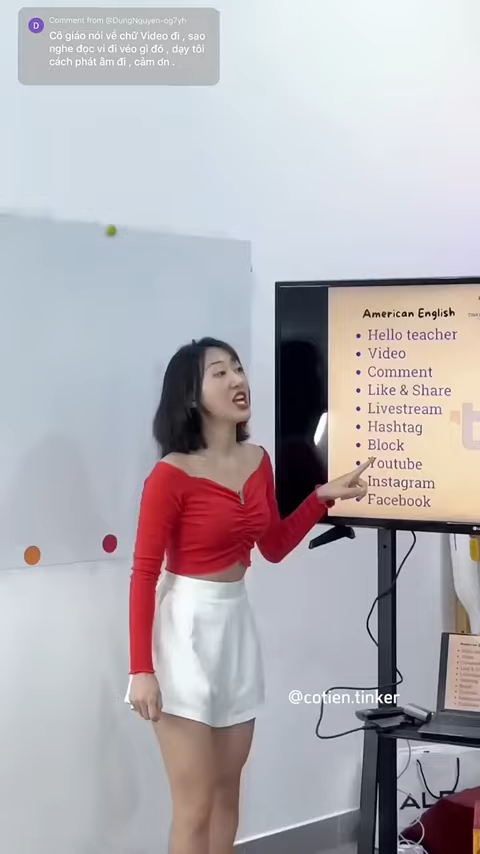 Comment from @DungNguyen-og7yh
Cô giáo nói về chữ Video đi , sao
nghe đọc vi đi véo gì đó , dạy tôi
cách phát âm đi , cảm ơn .
American English
Hello teacher
Video
Comment
Like & Share
Livestream
Hashtag
Block
Youtube
Instagram
Facebook
@cotien.tinker